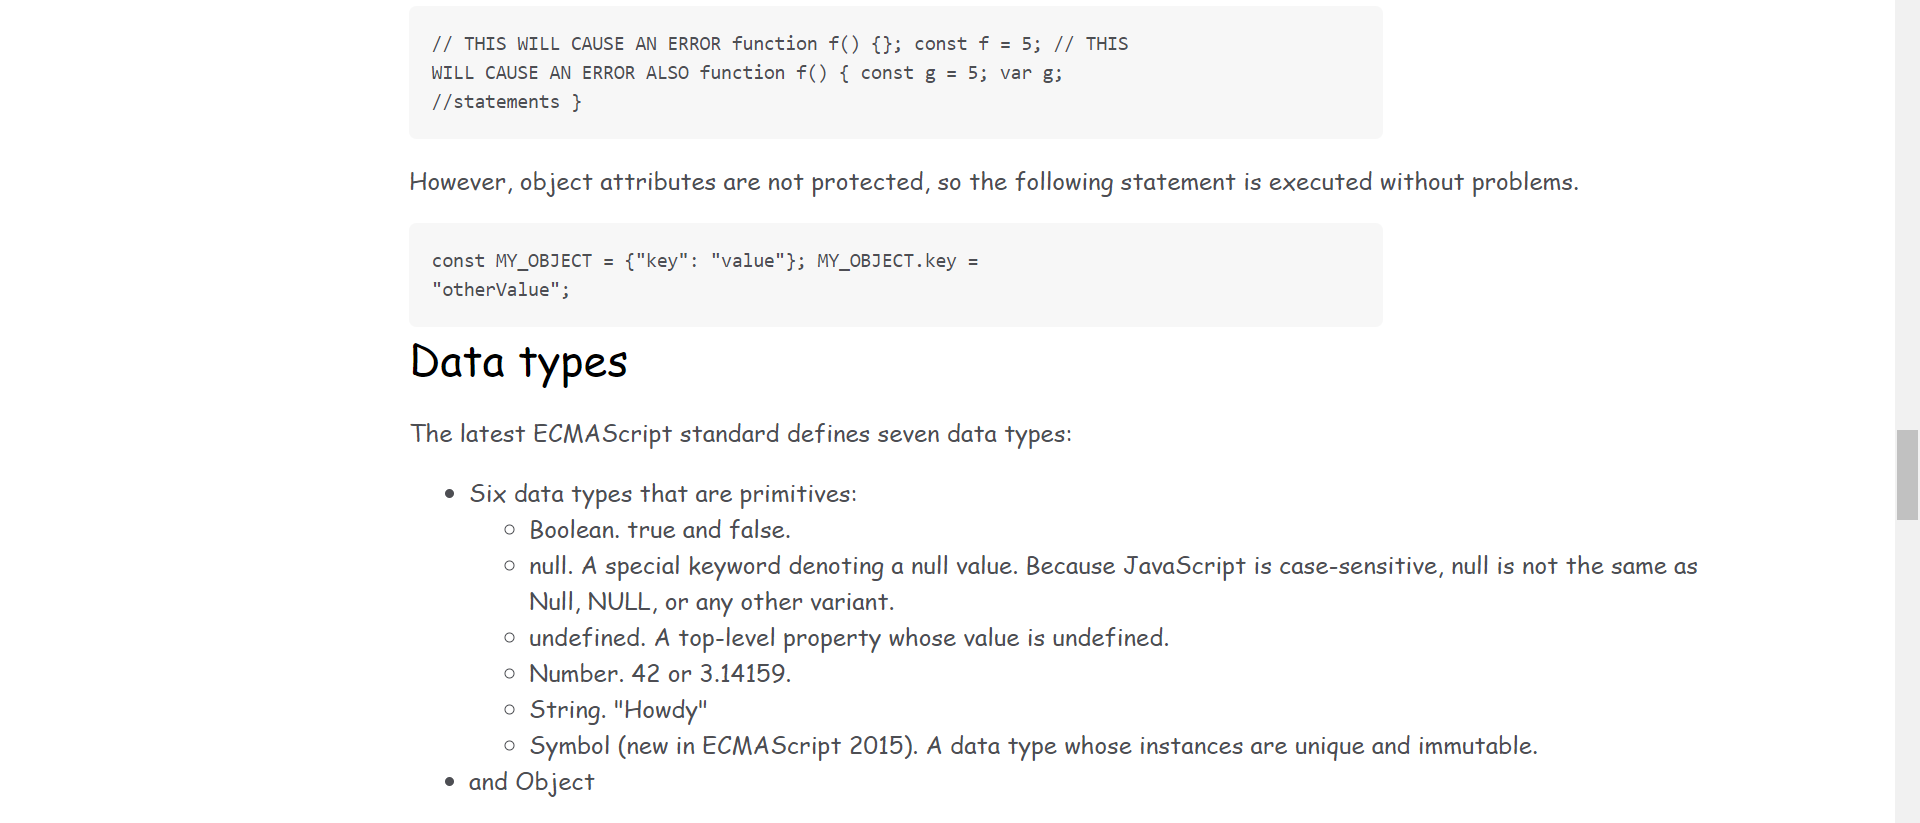 // THIS WILL CAUSE AN ERROR function f() {}; const f = 5; // THIS
WILL CAUSE AN ERROR ALSO function f() { const g = 5; var g;
//statements }
However, object attributes are not protected, so the following statement is executed without problems.
const MY_OBJECT = {"key": "value"}; MY_OBJECT.key =
"otherValue";
Data types
The latest ECMAScript standard defines seven data types:
Six data types that are primitives:
Boolean. true and false.
null. A special keyword denoting a null value. Because JavaScript is case-sensitive, null is not the same as
Null, NULL, or any other variant.
undefined. A top-level property whose value is undefined.
Number. 42 or 3.14159.
String. "Howdy"
Symbol (new in ECMAScript 2015). A data type whose instances are unique and immutable.
and Object